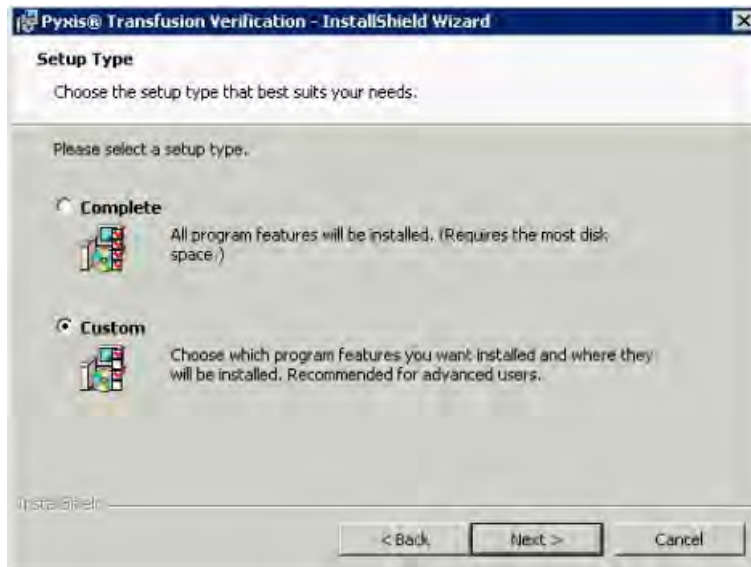 Pyxis® Transfusion Verification - InstallShield Wizard
Setup Type
Choose the setup type that best suits your needs.
Please select a setup type.
Complete
All program features will be installed. (Requires the most disk
space.)
Custom
Choose which program features you want installed and where they
will be installed. Recommended for advanced users.
InstallShield
< Back
Next >
Cancel